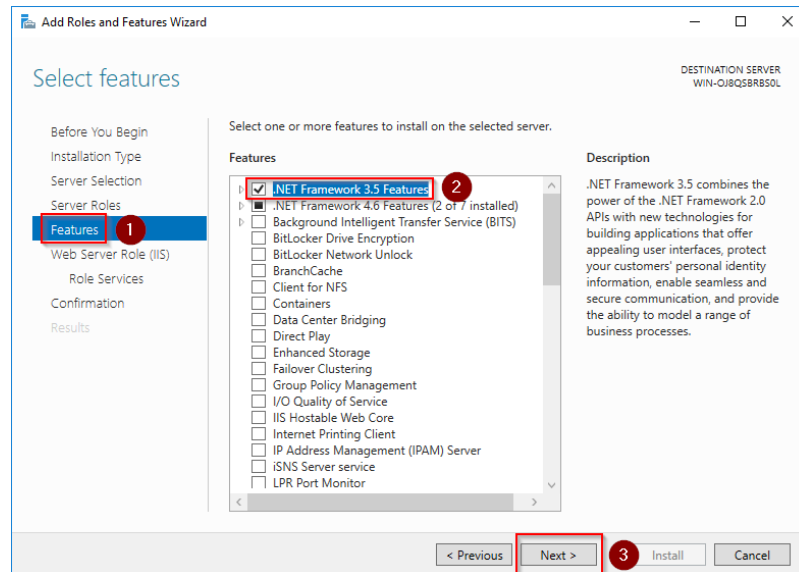 Add Roles and Features Wizard
Select features
DESTINATION SERVER
WIN-OJ8QSBRBS0L
Before You Begin
Installation Type
Server Selection
Server Roles
Features
1
Web Server Role (IIS)
Role Services
Confirmation
Results
Select one or more features to install on the selected server.
Features
.NET Framework 3.5 Features
2
.NET Framework 4.6 Features (2 of 7 installed)
Background Intelligent Transfer Service (BITS)
BitLocker Drive Encryption
BitLocker Network Unlock
BranchCache
Client for NFS
Containers
Data Center Bridging
Direct Play
Enhanced Storage
Failover Clustering
Group Policy Management
I/O Quality of Service
IIS Hostable Web Core
Internet Printing Client
IP Address Management (IPAM) Server
iSNS Server service
LPR Port Monitor
Description
.NET Framework 3.5 combines the
power of the .NET Framework 2.0
APIs with new technologies for
building applications that offer
appealing user interfaces, protect
your customers' personal identity
information, enable seamless and
secure communication, and provide
the ability to model a range of
business processes.
< Previous
Next >
3
Install
Cancel